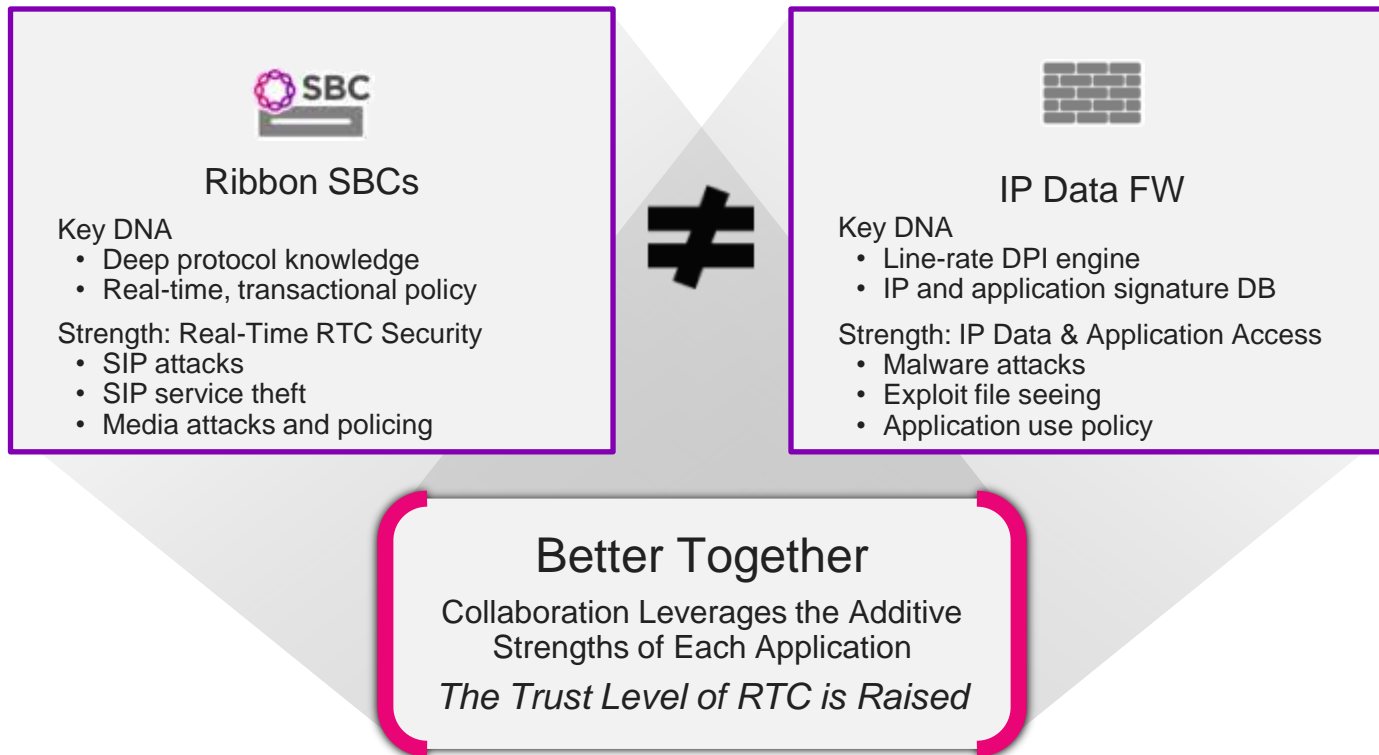 SBC
Ribbon SBCs
Key DNA
• Deep protocol knowledge
• Real-time, transactional policy
Strength: Real-Time RTC Security
• SIP attacks
• SIP service theft
• Media attacks and policing
≠
IP Data FW
Key DNA
• Line-rate DPI engine
• IP and application signature DB
Strength: IP Data & Application Access
• Malware attacks
• Exploit file seeing
• Application use policy
Better Together
Collaboration Leverages the Additive
Strengths of Each Application
The Trust Level of RTC is Raised